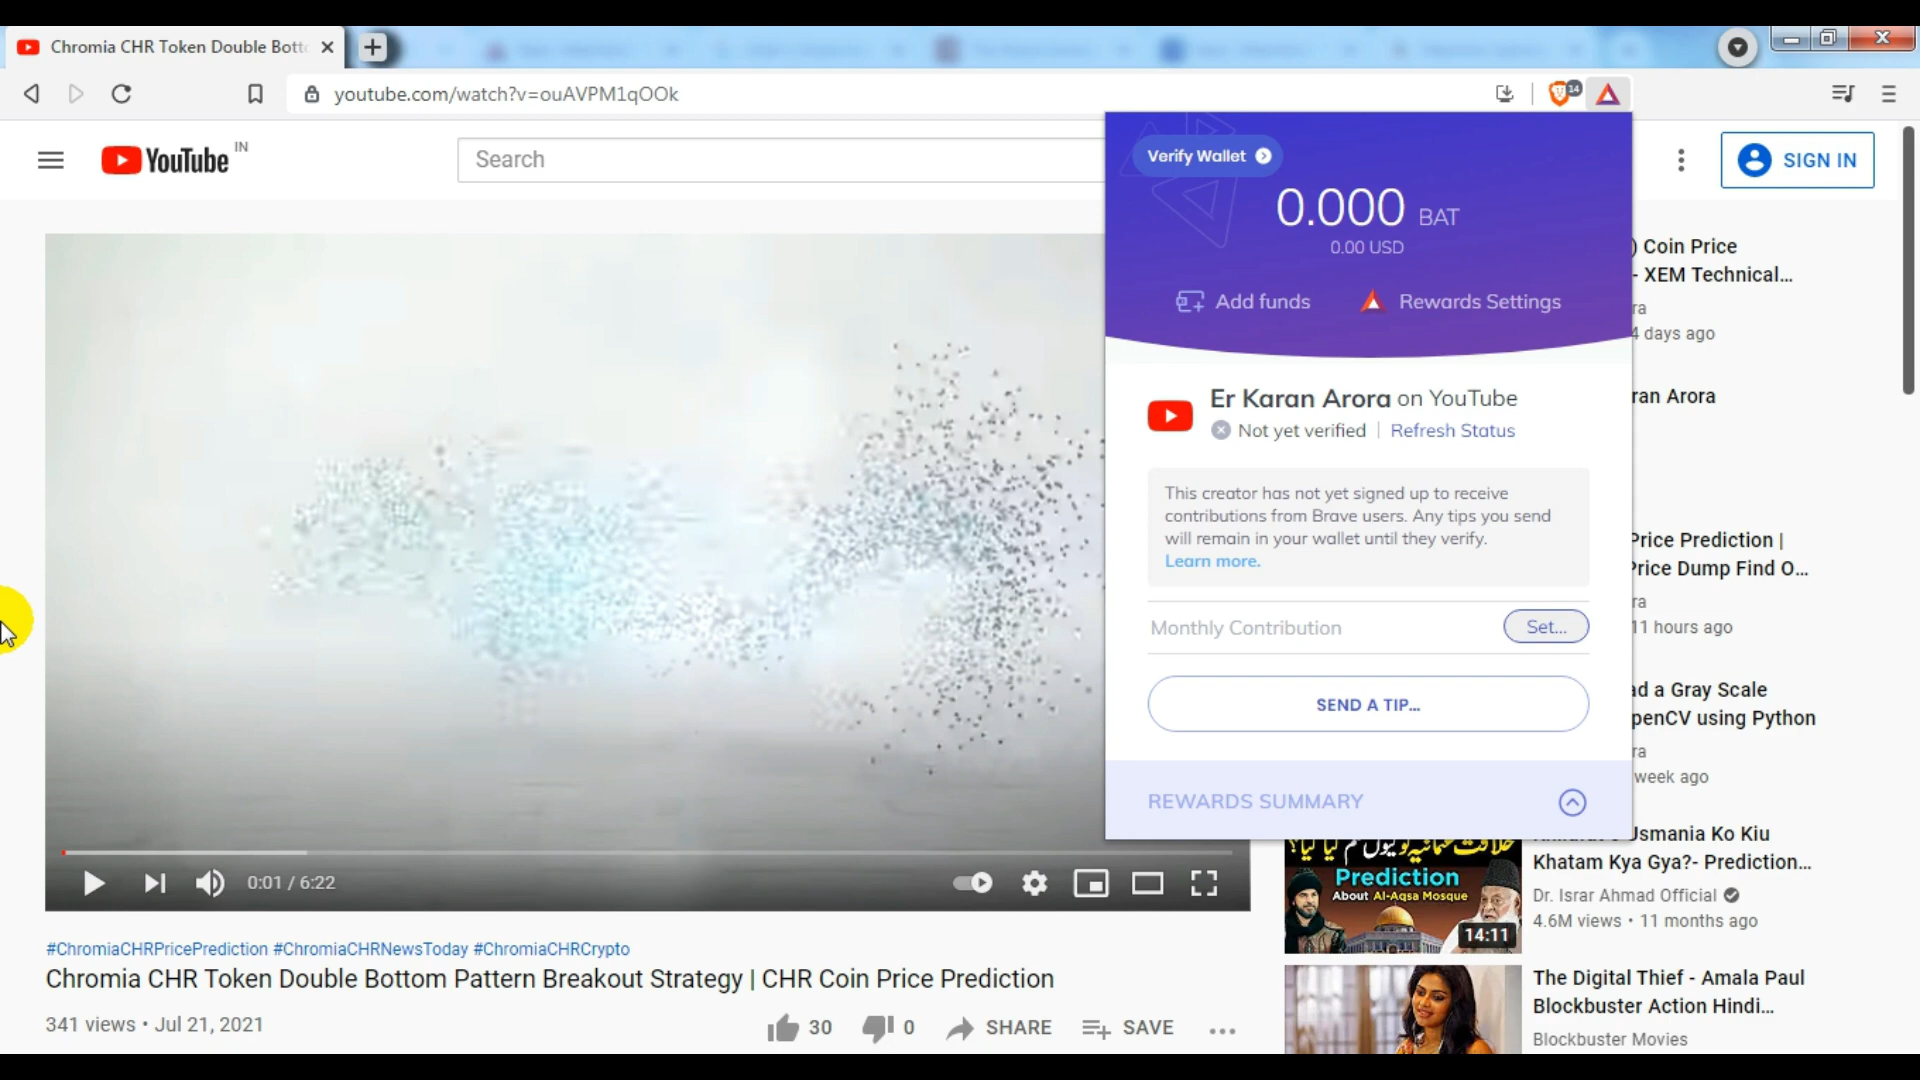 Chromia CHR Token Double Bott
youtube.com/watch?v=ouAVPM1qOOk
14
YouTube IN
Search
SIGN IN
Verify Wallet
0.000 BAT
0.00 USD
Add funds
Rewards Settings
Er Karan Arora on YouTube
Not yet verified | Refresh Status
This creator has not yet signed up to receive
contributions from Brave users. Any tips you send
will remain in your wallet until they verify.
Learn more.
Monthly Contribution
Set...
SEND A TIP...
REWARDS SUMMARY
) Coin Price
- XEM Technical...
ra
4 days ago
ran Arora
Price Prediction |
Price Dump Find O...
ra
11 hours ago
ad a Gray Scale
penCV using Python
ra
week ago
Usmania Ko Kiu
Khatam Kya Gya?- Prediction...
Dr. Israr Ahmad Official
4.6M views • 11 months ago
Prediction
About Al-Aqsa Mosque
14:11
The Digital Thief - Amala Paul
Blockbuster Action Hindi...
Blockbuster Movies
0:01 / 6:22
#ChromiaCHRPricePrediction #ChromiaCHRNewsToday #ChromiaCHRCrypto
Chromia CHR Token Double Bottom Pattern Breakout Strategy | CHR Coin Price Prediction
341 views • Jul 21, 2021
30
0
SHARE
SAVE